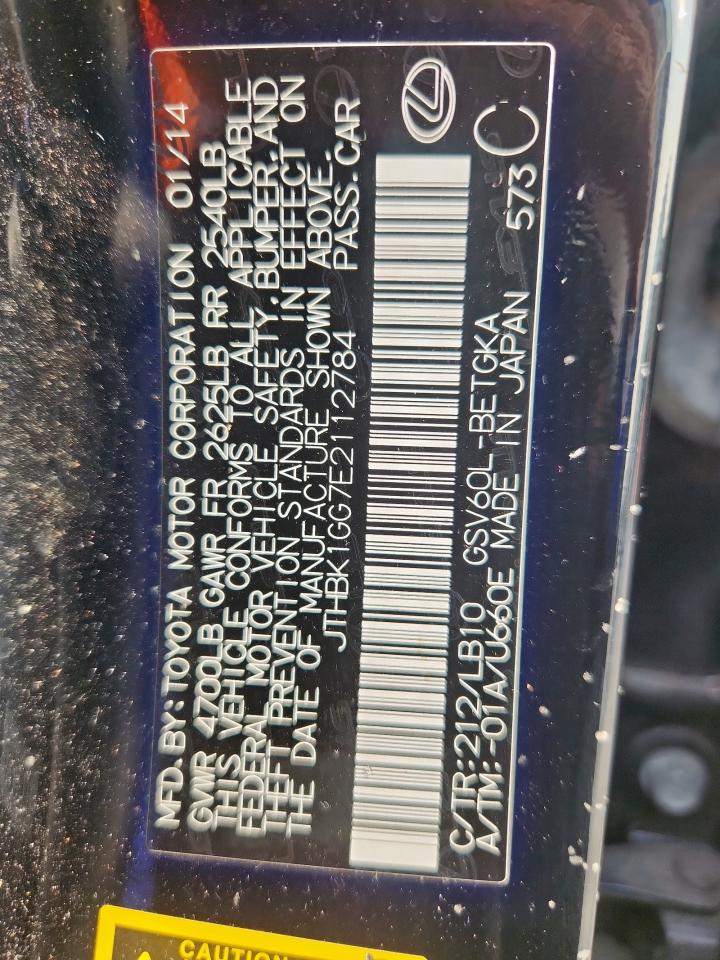 MFD.BY:TOYOTA MOTOR CORPORATION 01/14
GVWR 4700LB GAWR FR 2625LB RR 2540LB
THIS VEHICLE CONFORMS TO ALL APPLICABLE
FEDERAL MOTOR VEHICLE SAFETY,BUMPER,AND
THEFT PREVENTION STANDARDS IN EFFECT ON
THE DATE OF MANUFACTURE SHOWN ABOVE.
JTHBK1GG7E2112784 PASS.CAR
C/TR:212/LB10 GSV60L-BETGKA
A/TM:-01A/U660E MADE IN JAPAN 573 C
CAUTION